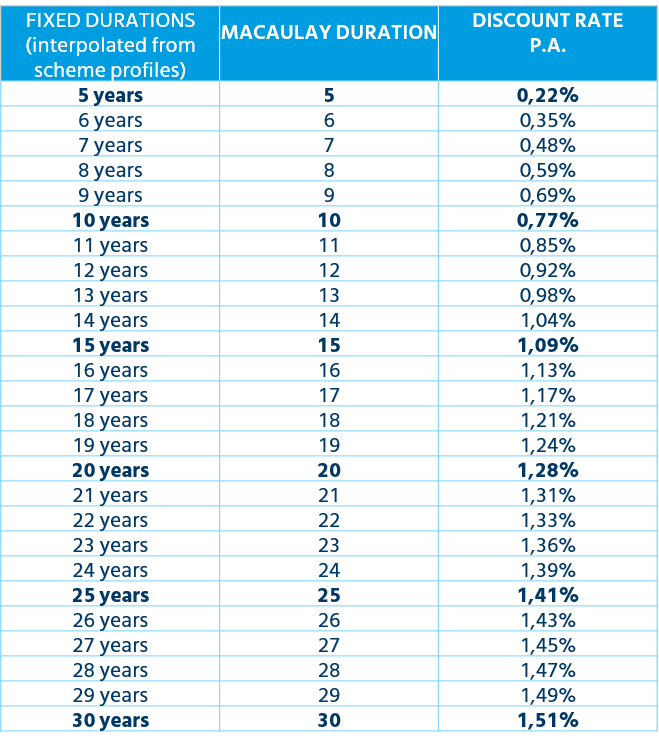 FIXED DURATIONS
(interpolated from
scheme profiles)
MACAULAY DURATION
DISCOUNT RATE
P.A.
5 years 5 0,22%
6 years 6 0,35%
7 years 7 0,48%
8 years 8 0,59%
9 years 9 0,69%
10 years 10 0,77%
11 years 11 0,85%
12 years 12 0,92%
13 years 13 0,98%
14 years 14 1,04%
15 years 15 1,09%
16 years 16 1,13%
17 years 17 1,17%
18 years 18 1,21%
19 years 19 1,24%
20 years 20 1,28%
21 years 21 1,31%
22 years 22 1,33%
23 years 23 1,36%
24 years 24 1,39%
25 years 25 1,41%
26 years 26 1,43%
27 years 27 1,45%
28 years 28 1,47%
29 years 29 1,49%
30 years 30 1,51%